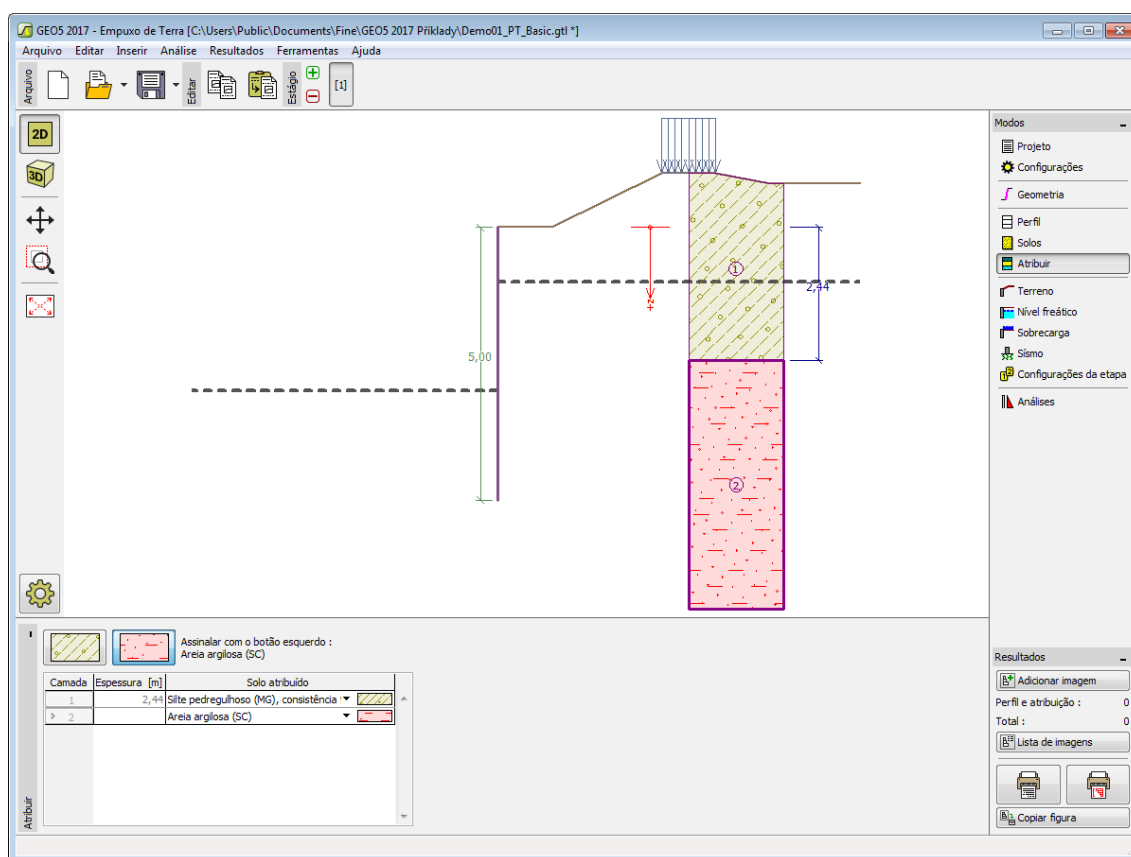 GEO5 2017 - Empuxo de Terra [C:\Users\Public\Documents\Fine\GEO5 2017 Příklady\Demo01_PT_Basic.gtl *]
Arquivo Editar Inserir Análise Resultados Ferramentas Ajuda
Arquivo
Editar
Estágio
[1]
2D
3D
5,00
+z
1
2,44
2
Modos
Projeto
Configurações
Geometria
Perfil
Solos
Atribuir
Terreno
Nível freático
Sobrecarga
Sísmo
Configurações da etapa
Análises
Atribuir
Assinalar com o botão esquerdo :
Areia argilosa (SC)
Camada Espessura [m] Solo atribuído
1 2,44 Silte pedregulhoso (MG), consistência
> 2 Areia argilosa (SC)
Resultados
Adicionar imagem
Perfil e atribuição : 0
Total : 0
Lista de imagens
Copiar figura